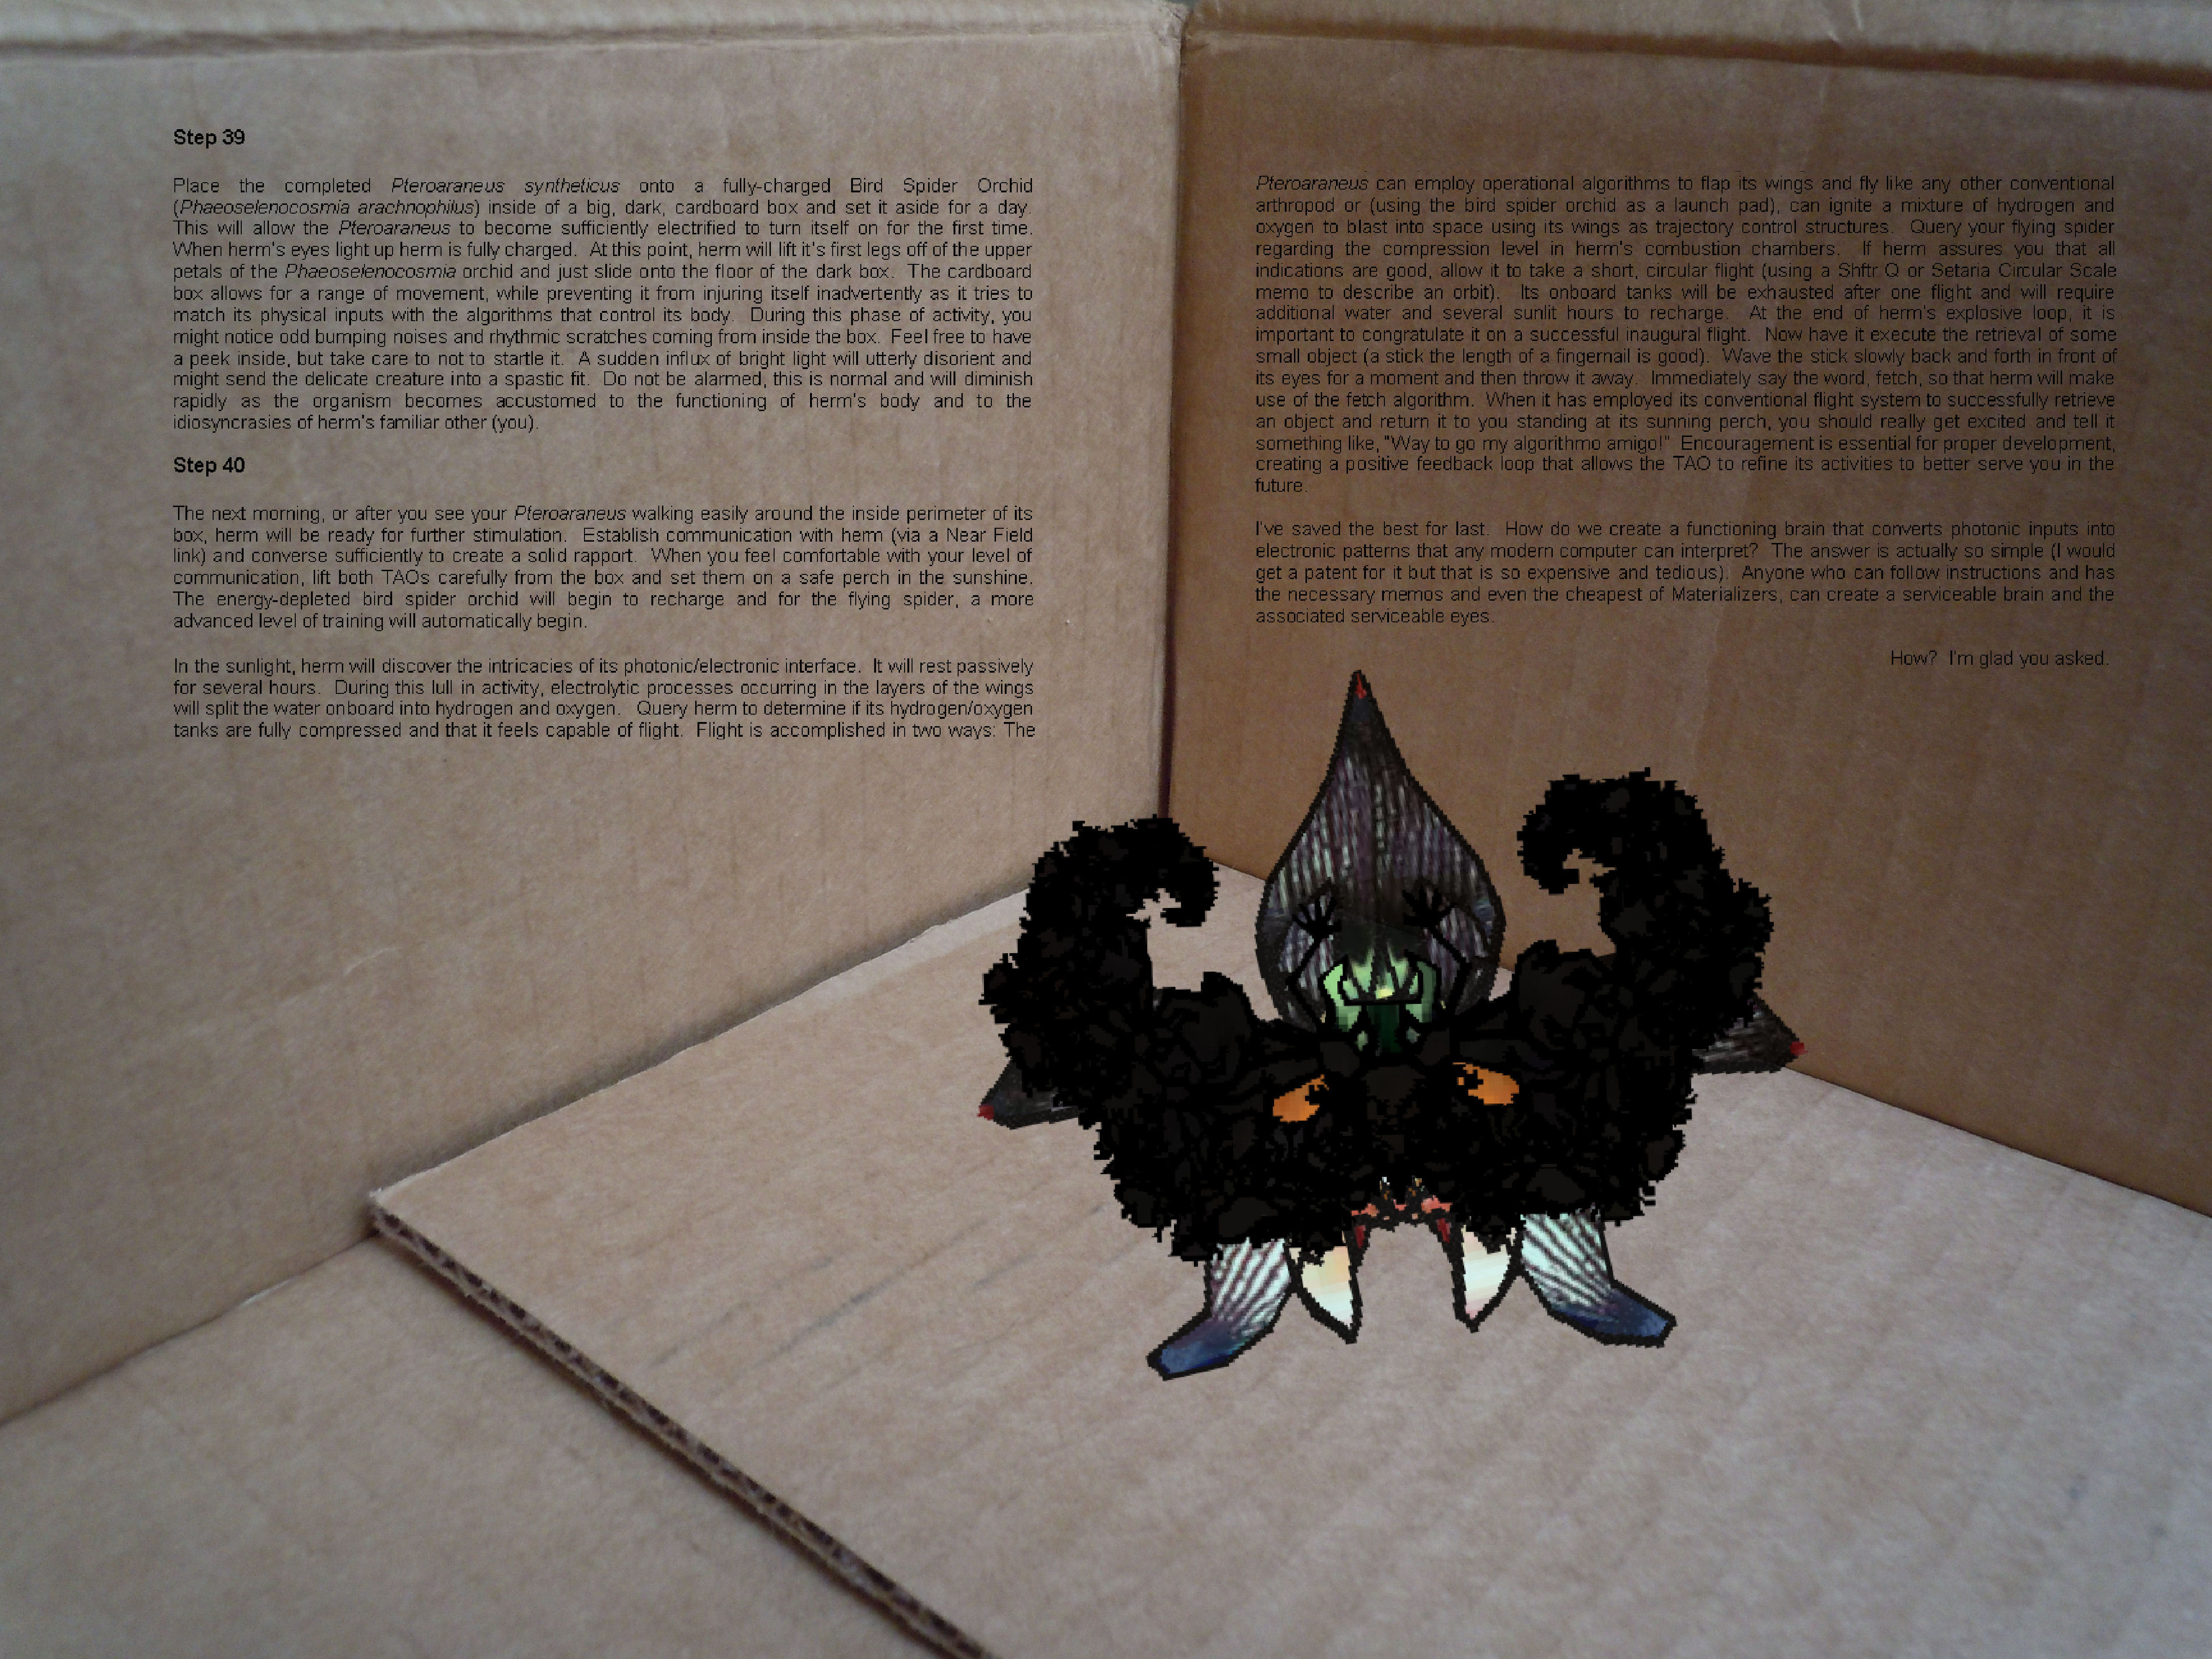 Step 39
Place the completed Pteroaraneus syntheticus onto a fully-charged Bird Spider Orchid
(Phaeoselenocosmia arachnophilus) inside of a big, dark, cardboard box and set it aside for a day.
This will allow the Pteroaraneus to become sufficiently electrified to turn itself on for the first time.
When herm's eyes light up herm is fully charged.  At this point, herm will lift it's first legs off of the upper
petals of the Phaeoselenocosmia orchid and just slide onto the floor of the dark box.  The cardboard
box allows for a range of movement, while preventing it from injuring itself inadvertently as it tries to
match its physical inputs with the algorithms that control its body.  During this phase of activity, you
might notice odd bumping noises and rhythmic scratches coming from inside the box.  Feel free to have
a peek inside, but take care to not to startle it.  A sudden influx of bright light will utterly disorient and
might send the delicate creature into a spastic fit.  Do not be alarmed, this is normal and will diminish
rapidly as the organism becomes accustomed to the functioning of herm's body and to the
idiosyncrasies of herm's familiar other (you).
Step 40
The next morning, or after you see your Pteroaraneus walking easily around the inside perimeter of its
box, herm will be ready for further stimulation.  Establish communication with herm (via a Near Field
link) and converse sufficiently to create a solid rapport.  When you feel comfortable with your level of
communication, lift both TAOs carefully from the box and set them on a safe perch in the sunshine.
The energy-depleted bird spider orchid will begin to recharge and for the flying spider, a more
advanced level of training will automatically begin.
In the sunlight, herm will discover the intricacies of its photonic/electronic interface.  It will rest passively
for several hours.  During this lull in activity, electrolytic processes occurring in the layers of the wings
will split the water onboard into hydrogen and oxygen.  Query herm to determine if its hydrogen/oxygen
tanks are fully compressed and that it feels capable of flight.  Flight is accomplished in two ways: The
Pteroaraneus can employ operational algorithms to flap its wings and fly like any other conventional
arthropod or (using the bird spider orchid as a launch pad), can ignite a mixture of hydrogen and
oxygen to blast into space using its wings as trajectory control structures.  Query your flying spider
regarding the compression level in herm's combustion chambers.  If herm assures you that all
indications are good, allow it to take a short, circular flight (using a Shftr.Q or Setaria Circular Scale
memo to describe an orbit).  Its onboard tanks will be exhausted after one flight and will require
additional water and several sunlit hours to recharge.  At the end of herm's explosive loop, it is
important to congratulate it on a successful inaugural flight.  Now have it execute the retrieval of some
small object (a stick the length of a fingernail is good).  Wave the stick slowly back and forth in front of
its eyes for a moment and then throw it away.  Immediately say the word, fetch, so that herm will make
use of the fetch algorithm.  When it has employed its conventional flight system to successfully retrieve
an object and return it to you standing at its sunning perch, you should really get excited and tell it
something like, "Way to go my algorithmo amigo!"  Encouragement is essential for proper development,
creating a positive feedback loop that allows the TAO to refine its activities to better serve you in the
future.
I've saved the best for last.  How do we create a functioning brain that converts photonic inputs into
electronic patterns that any modern computer can interpret?  The answer is actually so simple (I would
get a patent for it but that is so expensive and tedious).  Anyone who can follow instructions and has
the necessary memos and even the cheapest of Materializers, can create a serviceable brain and the
associated serviceable eyes.
How?  I'm glad you asked.